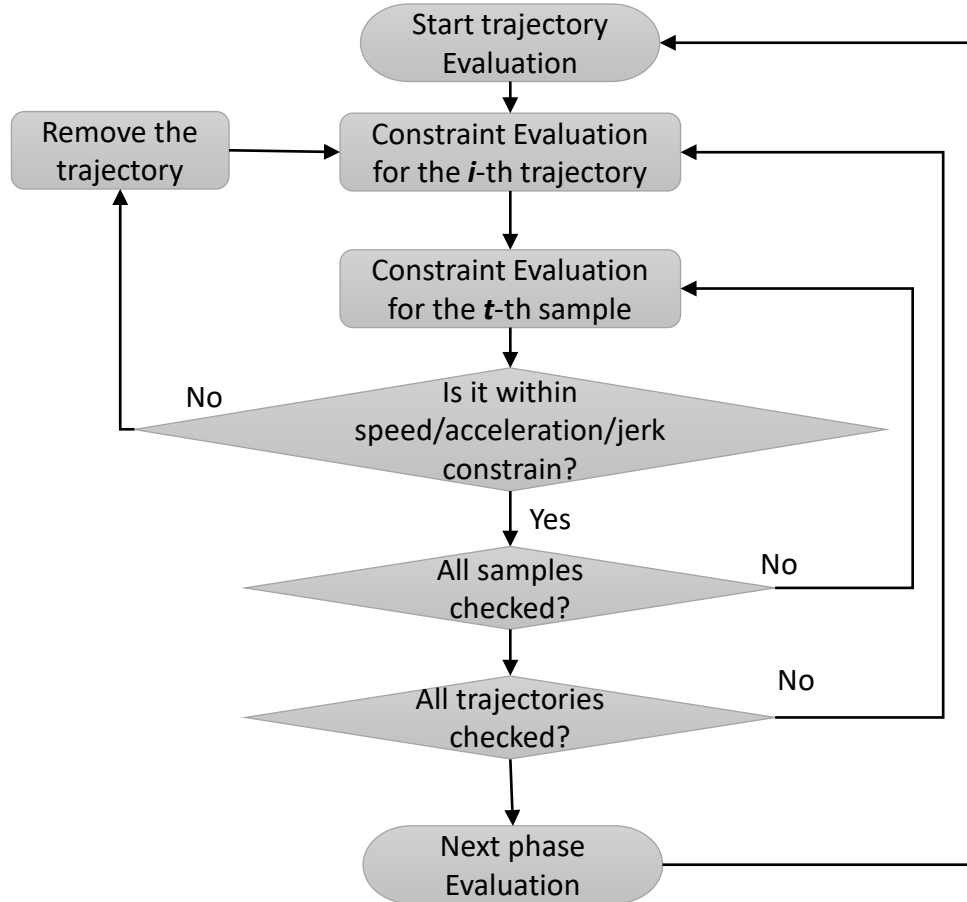 Start trajectory
Evaluation
Remove the
trajectory
Constraint Evaluation
for the i-th trajectory
Constraint Evaluation
for the t-th sample
No
Is it within
speed/acceleration/jerk
constrain?
Yes
All samples
checked?
No
All trajectories
checked?
No
Next phase
Evaluation